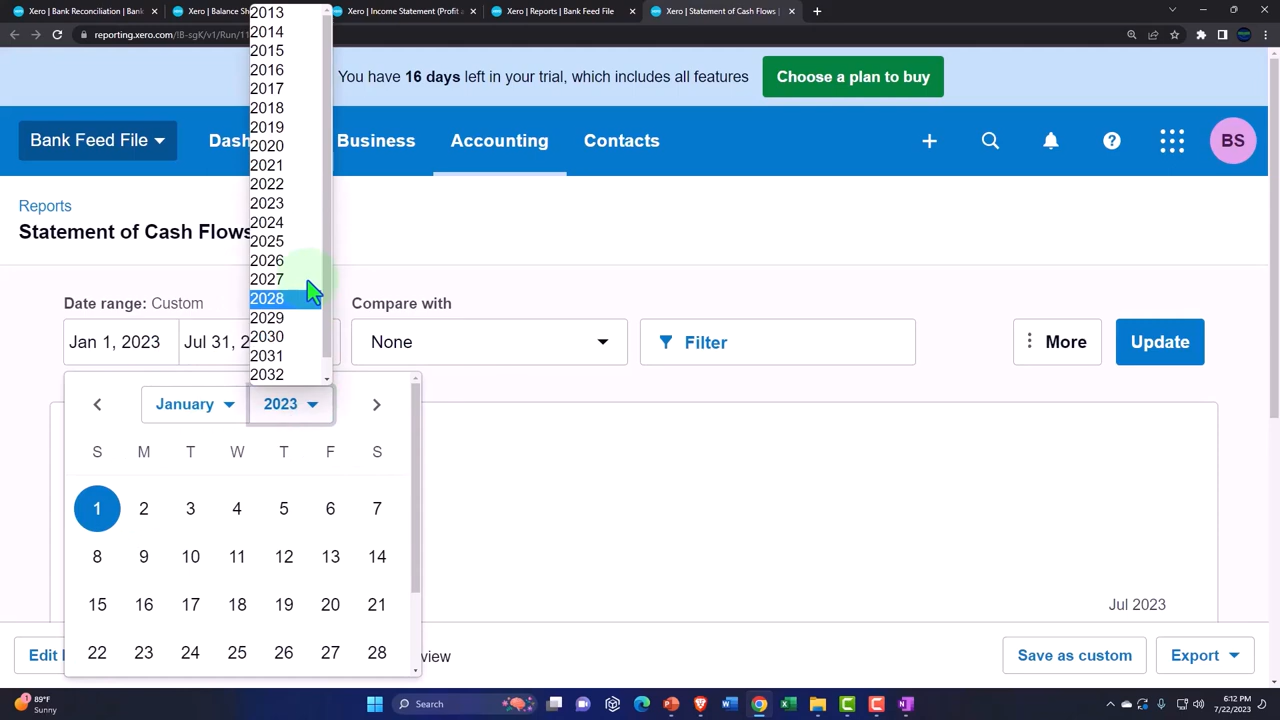 Xero | Bank Reconciliation | Bank
Xero | Balance Sh
Xero | Income Statement (Profit a
Xero | Reports | Bank Feed File
Xero | Statement of Cash Flows
reporting.xero.com/!B-sgK/v1/Run/11
You have 16 days left in your trial, which includes all features
Choose a plan to buy
Bank Feed File
Dash
Business
Accounting
Contacts
BS
Reports
Statement of Cash Flows
2013
2014
2015
2016
2017
2018
2019
2020
2021
2022
2023
2024
2025
2026
2027
2028
2029
2030
2031
2032
Date range: Custom
Compare with
Jan 1, 2023
Jul 31, 2
None
Filter
More
Update
January
2023
S M T W T F S
1 2 3 4 5 6 7
8 9 10 11 12 13 14
15 16 17 18 19 20 21
22 23 24 25 26 27 28
Jul 2023
Edit
view
Save as custom
Export
89°F
Sunny
Search
6:12 PM
7/22/2023